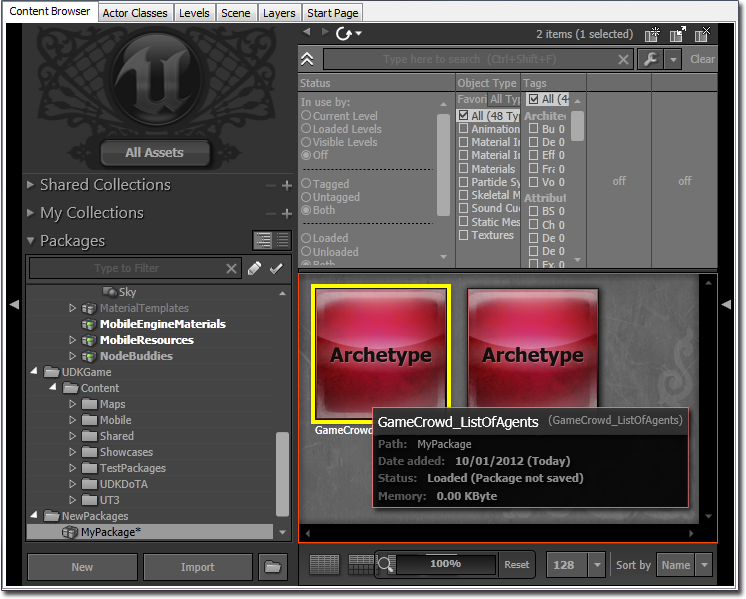 Content Browser Actor Classes Levels Scene Layers Start Page
2 items (1 selected)
All Assets
Shared Collections
My Collections
Packages
Type to Filter
Sky
MaterialTemplates
MobileEngineMaterials
MobileResources
NodeBuddies
UDKGame
Content
Maps
Mobile
Shared
Showcases
TestPackages
UDKDoTA
UT3
NewPackages
MyPackage*
New Import
Type here to search (Ctrl+Shift+F) Clear
Status
In use by:
Current Level
Loaded Levels
Visible Levels
Off
Tagged
Untagged
Both
Loaded
Unloaded
Both
Object Type
Favori All Typ
All (48 Typ
Animation
Material In
Material In
Materials
Particle Sy
Skeletal M
Sound Cue
Static Mes
Textures
Tags
All (4
Archite
Bu 0
De 0
Eff 0
Fra 0
Vo 0
Attribut
BS 0
Ch 0
De 0
De 0
Ex 0
off off
Archetype Archetype
GameCrowd
GameCrowd_ListOfAgents (GameCrowd_ListOfAgents)
Path: MyPackage
Date added: 10/01/2012 (Today)
Status: Loaded (Package not saved)
Memory: 0.00 KByte
100% Reset 128 Sort by Name